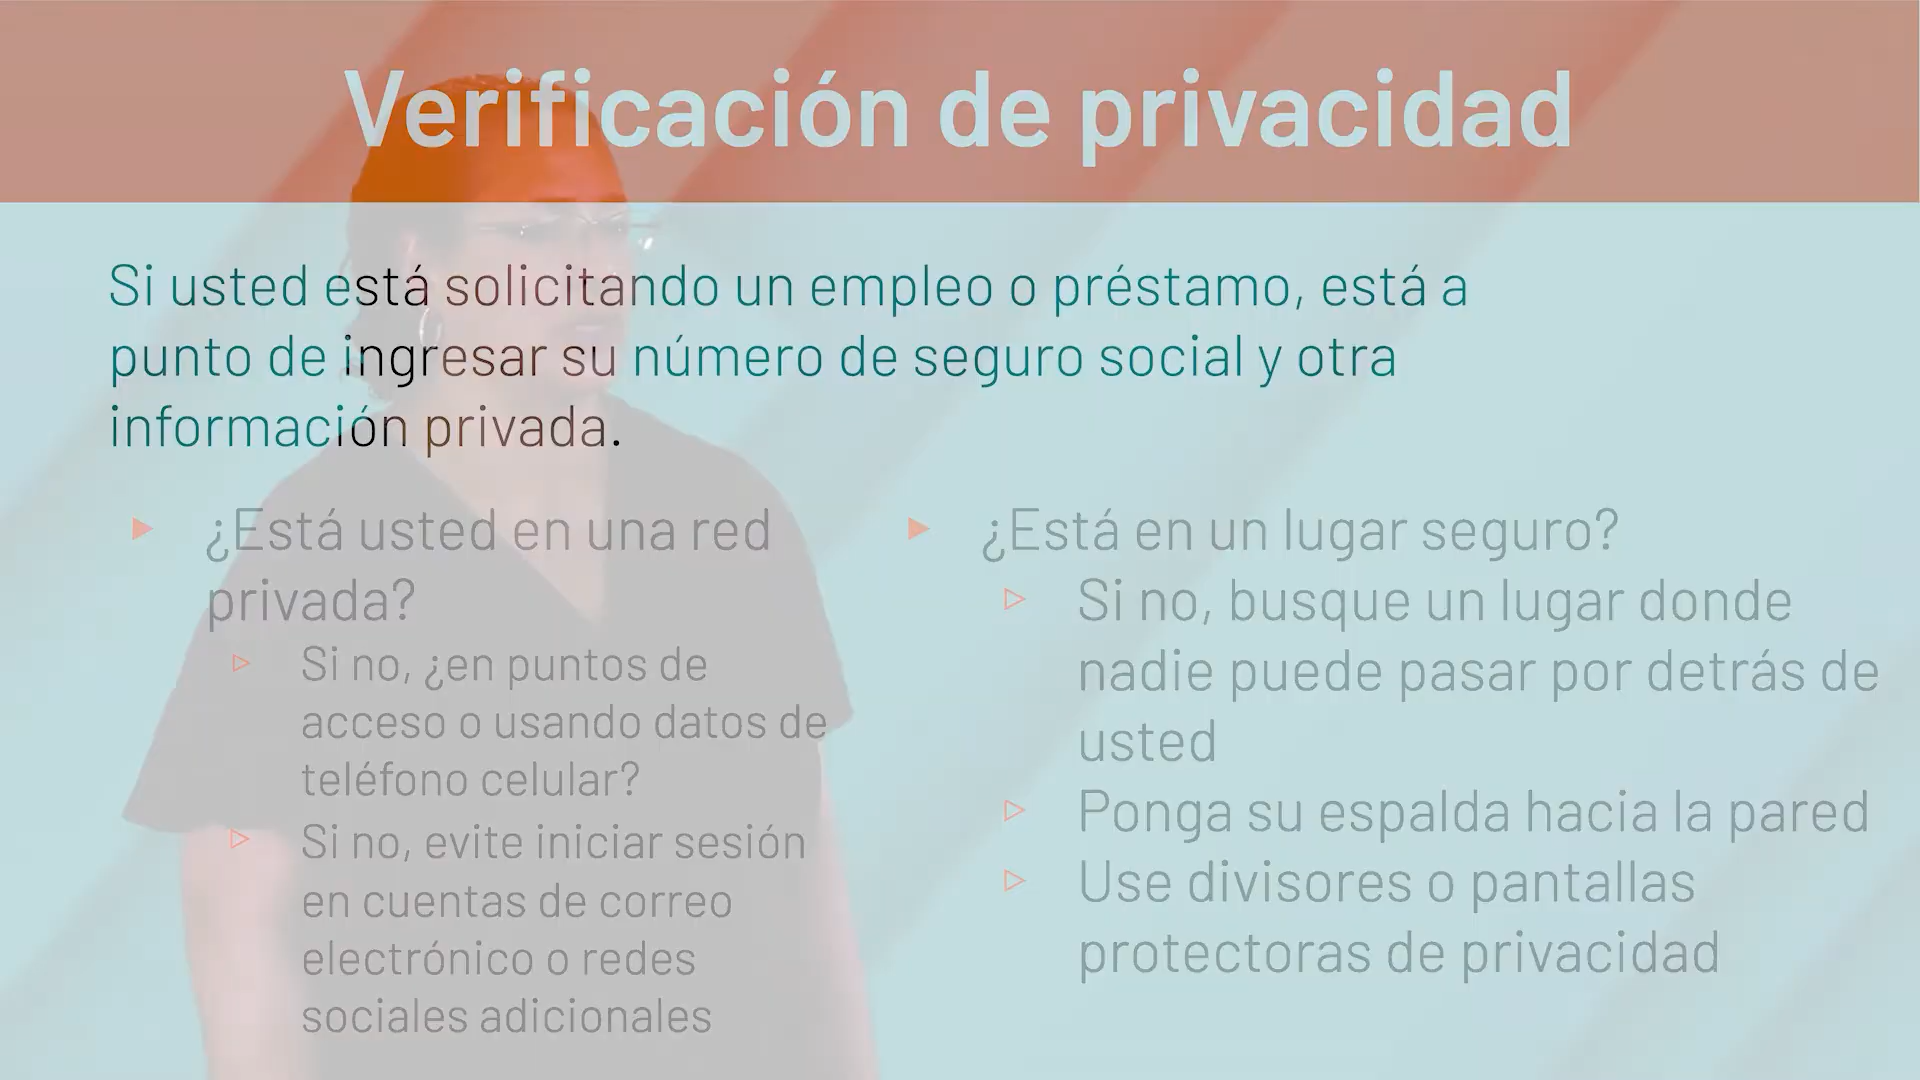 Verificación de privacidad
Si usted está solicitando un empleo o préstamo, está a
punto de ingresar su número de seguro social y otra
información privada.
¿Está usted en una red
privada?
Si no, ¿en puntos de
acceso o usando datos de
teléfono celular?
Si no, evite iniciar sesión
en cuentas de correo
electrónico o redes
sociales adicionales
¿Está en un lugar seguro?
Si no, busque un lugar donde
nadie puede pasar por detrás de
usted
Ponga su espalda hacia la pared
Use divisores o pantallas
protectoras de privacidad